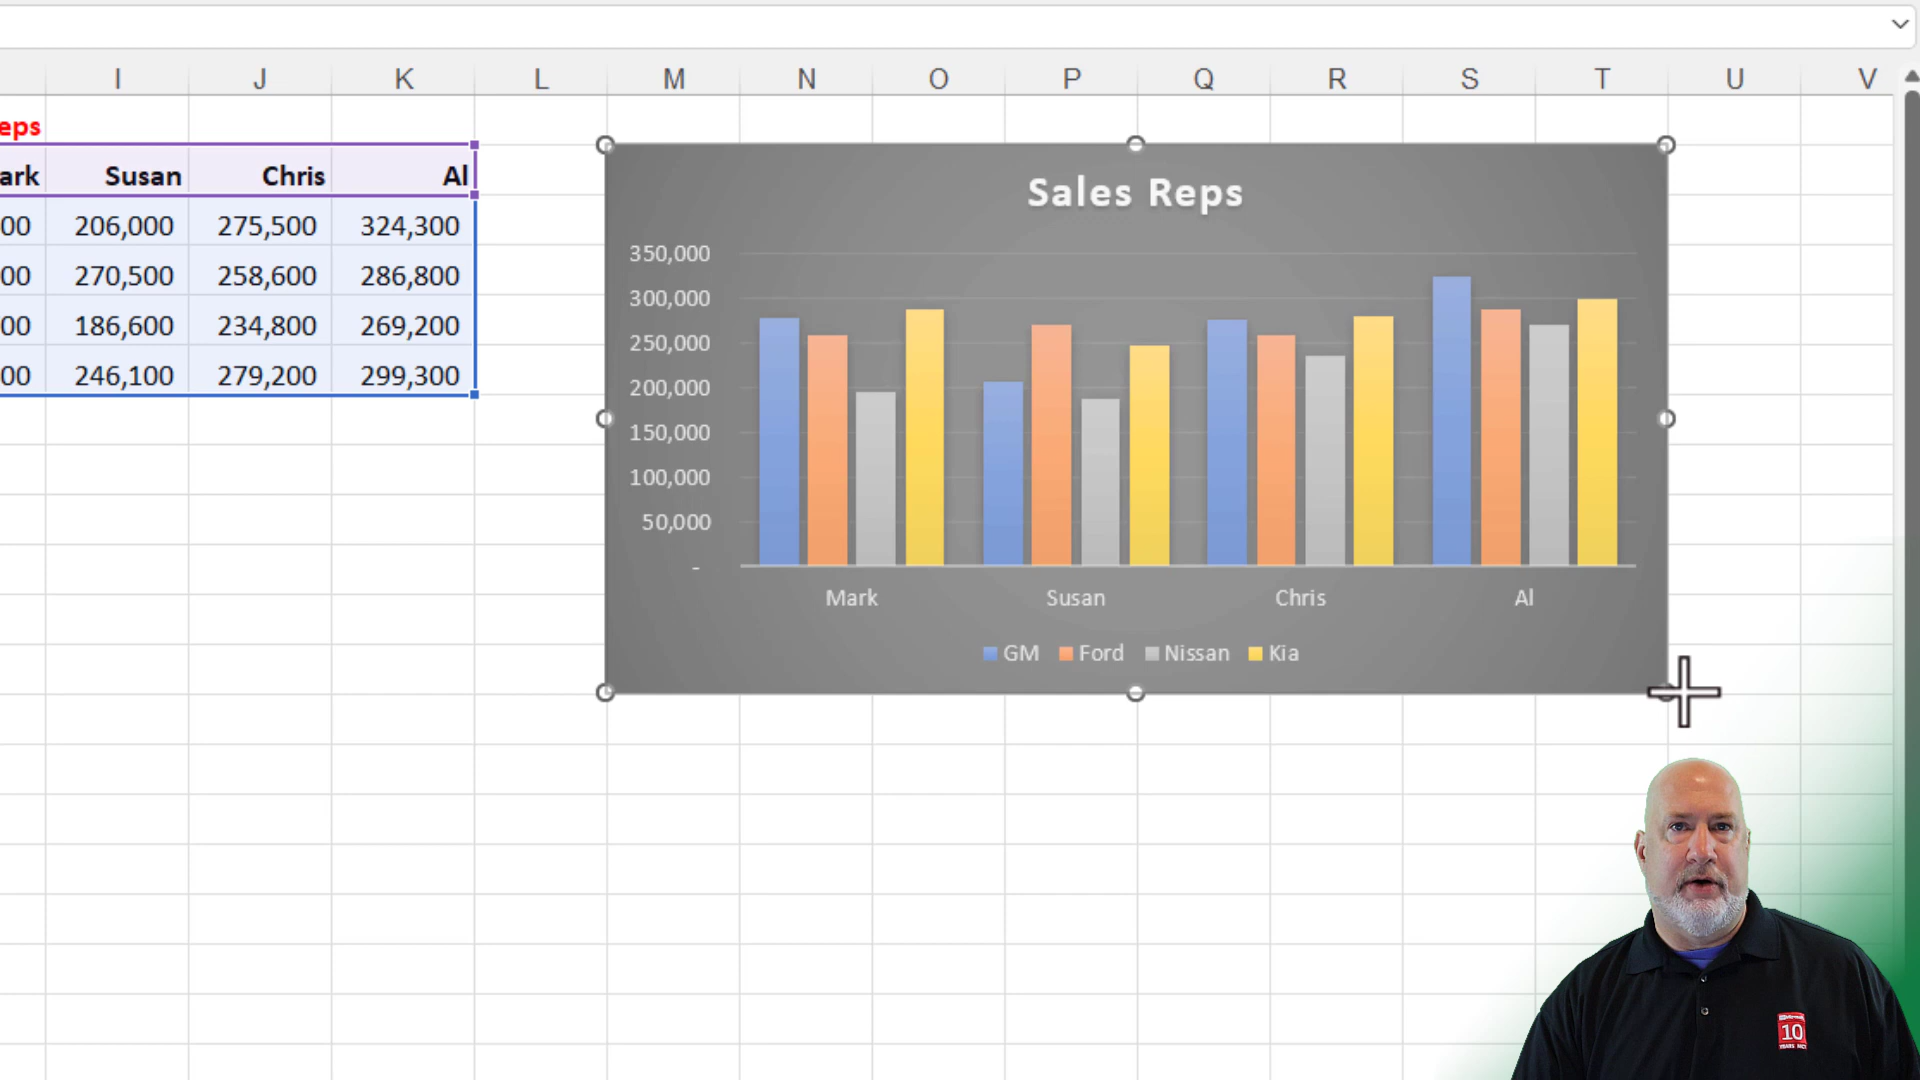 I J K L M N O P Q R S T U V
eps
ark Susan Chris Al
00 206,000 275,500 324,300
00 270,500 258,600 286,800
00 186,600 234,800 269,200
00 246,100 279,200 299,300
Sales Reps
350,000
300,000
250,000
200,000
150,000
100,000
50,000
-
Mark Susan Chris Al
GM Ford Nissan Kia
10